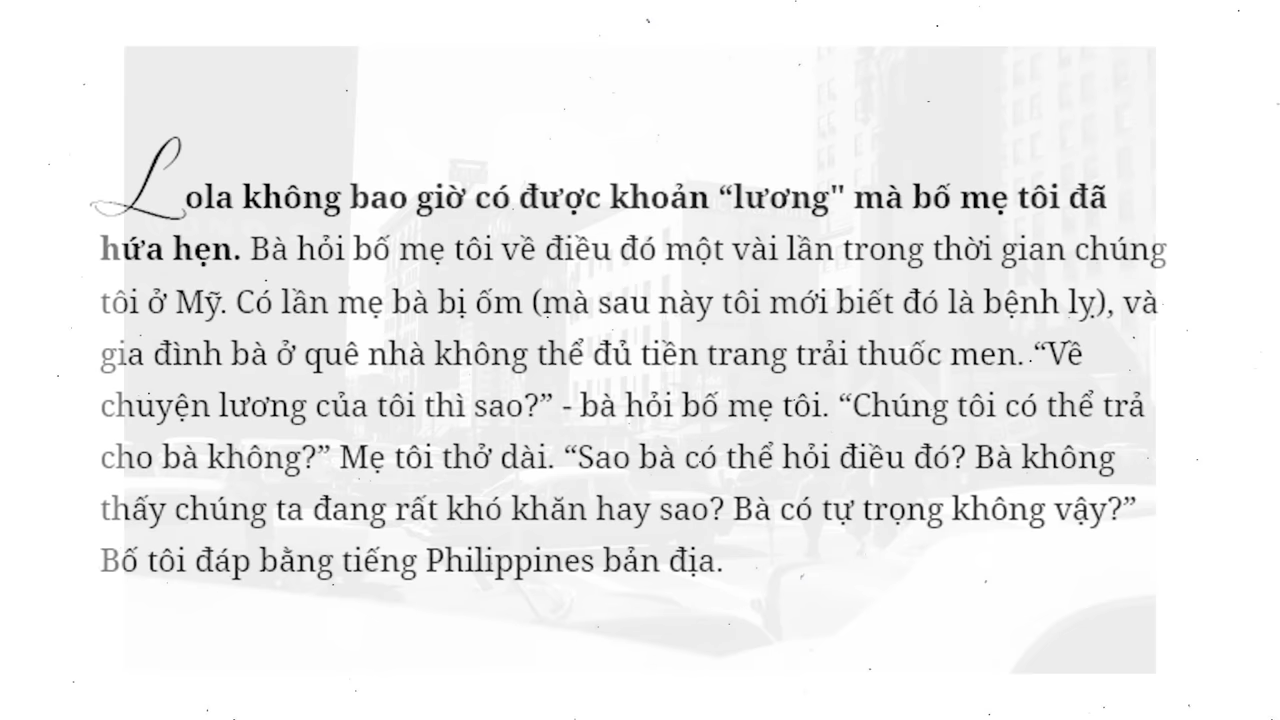 Lola không bao giờ có được khoản “lương" mà bố mẹ tôi đã
hứa hẹn. Bà hỏi bố mẹ tôi về điều đó một vài lần trong thời gian chúng
tôi ở Mỹ. Có lần mẹ bà bị ốm (mà sau này tôi mới biết đó là bệnh lỵ), và
gia đình bà ở quê nhà không thể đủ tiền trang trải thuốc men. “Về
chuyện lương của tôi thì sao?” - bà hỏi bố mẹ tôi. “Chúng tôi có thể trả
cho bà không?” Mẹ tôi thở dài. “Sao bà có thể hỏi điều đó? Bà không
thấy chúng ta đang rất khó khăn hay sao? Bà có tự trọng không vậy?”
Bố tôi đáp bằng tiếng Philippines bản địa.